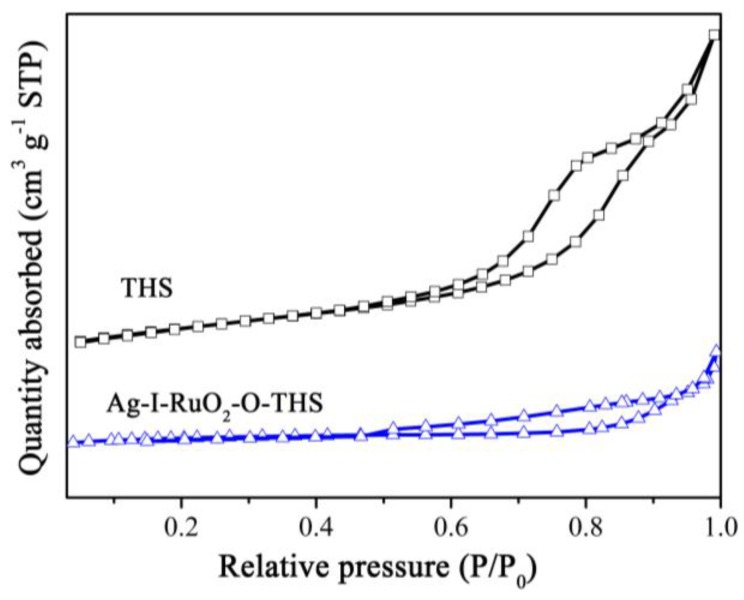 Quantity absorbed (cm³ g⁻¹ STP)
THS
Ag-I-RuO₂-O-THS
0.2 0.4 0.6 0.8 1.0
Relative pressure (P/P₀)